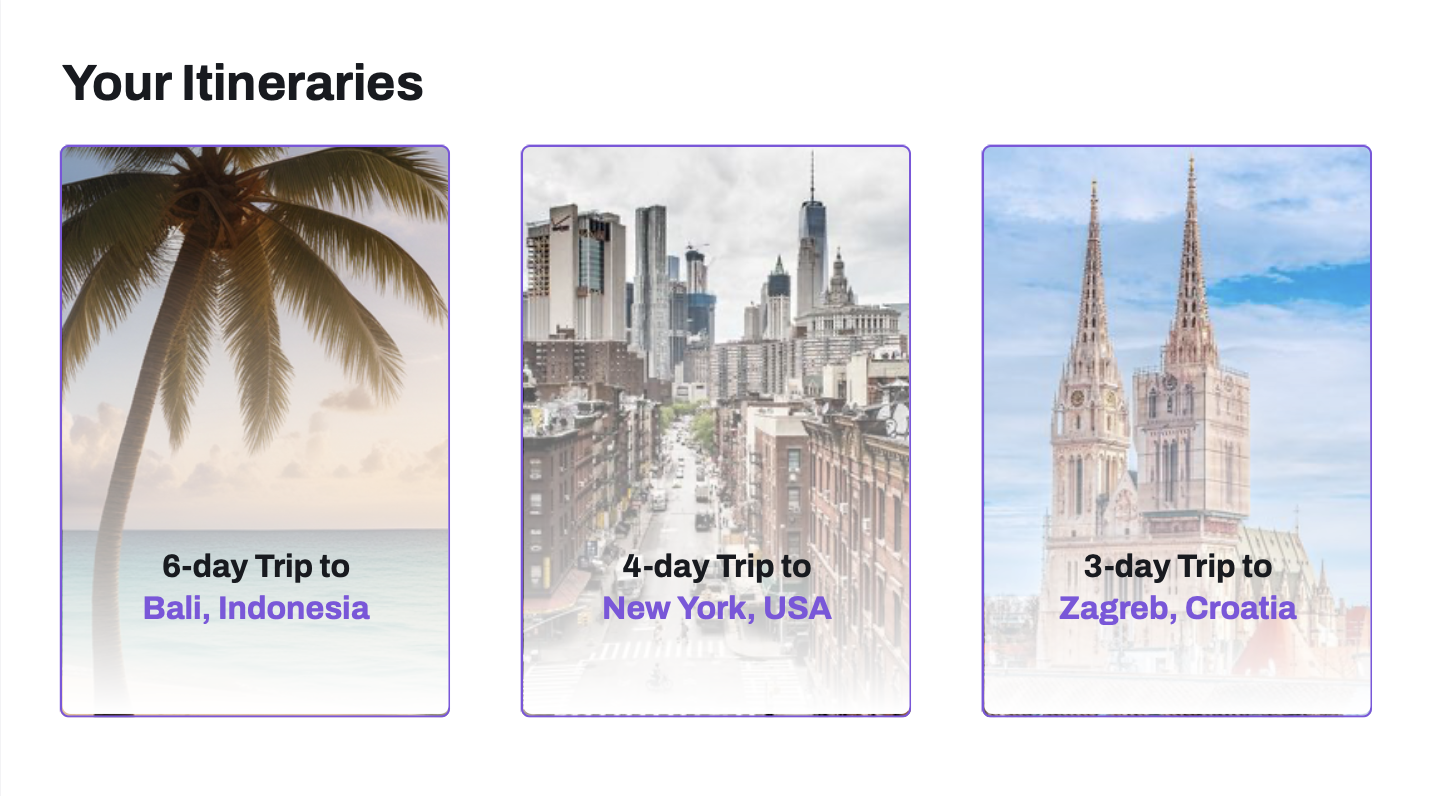 Your Itineraries
6-day Trip to
Bali, Indonesia
4-day Trip to
New York, USA
3-day Trip to
Zagreb, Croatia